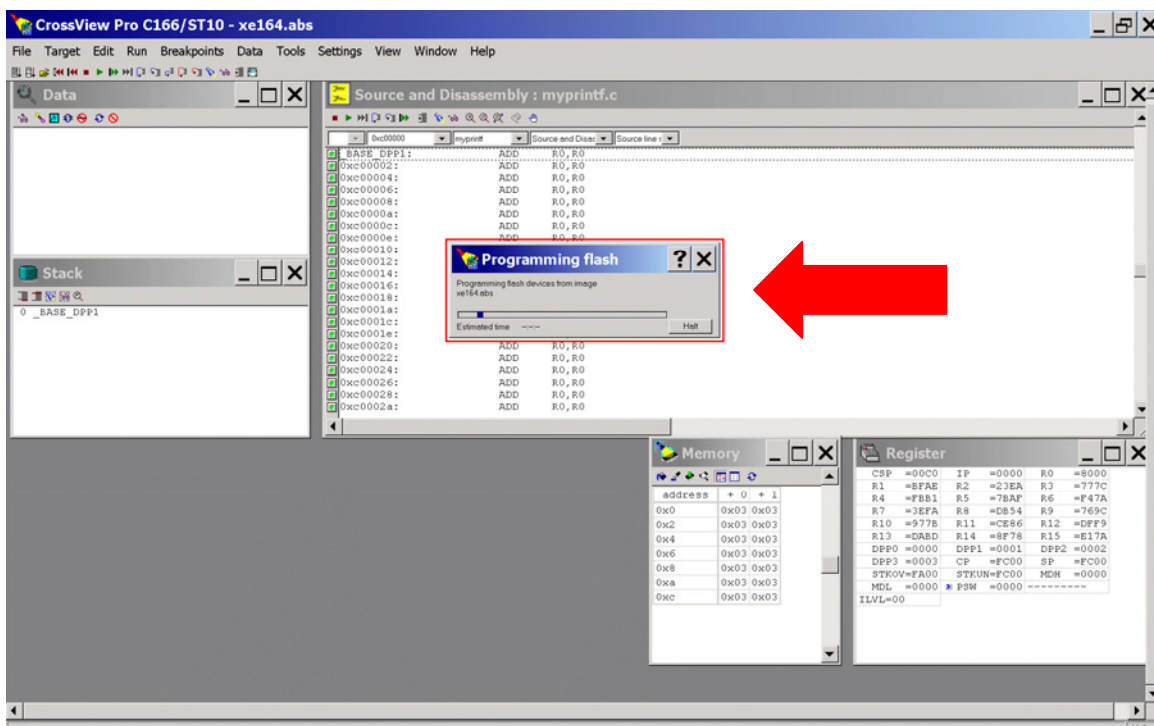 CrossView Pro C166/ST10 - xe164.abs
File Target Edit Run Breakpoints Data Tools Settings View Window Help
Data
Source and Disassembly : myprintf.c
0xc00000 myprintf Source and Disas Source line s
_BASE_DPP1: ADD R0,R0
0xc00002: ADD R0,R0
0xc00004: ADD R0,R0
0xc00006: ADD R0,R0
0xc00008: ADD R0,R0
0xc0000a: ADD R0,R0
0xc0000c: ADD R0,R0
0xc0000e: ADD R0,R0
0xc00010:
0xc00012:
0xc00014:
0xc00016:
0xc00018:
0xc0001a:
0xc0001c:
0xc0001e:
0xc00020: ADD R0,R0
0xc00022: ADD R0,R0
0xc00024: ADD R0,R0
0xc00026: ADD R0,R0
0xc00028: ADD R0,R0
0xc0002a: ADD R0,R0
Programming flash
Programming flash devices from image
xe164.abs
Estimated time --:--:-- Halt
Stack
0 _BASE_DPP1
Memory
address + 0 + 1
0x0 0x03 0x03
0x2 0x03 0x03
0x4 0x03 0x03
0x6 0x03 0x03
0x8 0x03 0x03
0xa 0x03 0x03
0xc 0x03 0x03
Register
CSP =00C0 IP =0000 R0 =8000
R1 =BFAE R2 =23EA R3 =777C
R4 =FBB1 R5 =7BAF R6 =F47A
R7 =3EFA R8 =DB54 R9 =769C
R10 =977B R11 =CE86 R12 =DFF9
R13 =DABD R14 =8F78 R15 =E17A
DPP0 =0000 DPP1 =0001 DPP2 =0002
DPP3 =0003 CP =FC00 SP =FC00
STKOV=FA00 STKUN=FC00 MDH =0000
MDL =0000 PSW =0000 ---------
ILVL=00